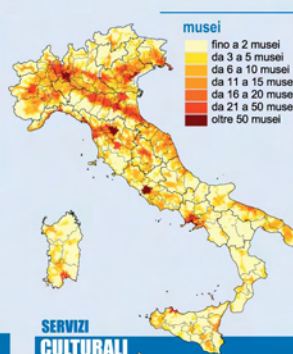 musei
fino a 2 musei
da 3 a 5 musei
da 6 a 10 musei
da 11 a 15 musei
da 16 a 20 musei
da 21 a 50 musei
oltre 50 musei
SERVIZI
CULTURALI